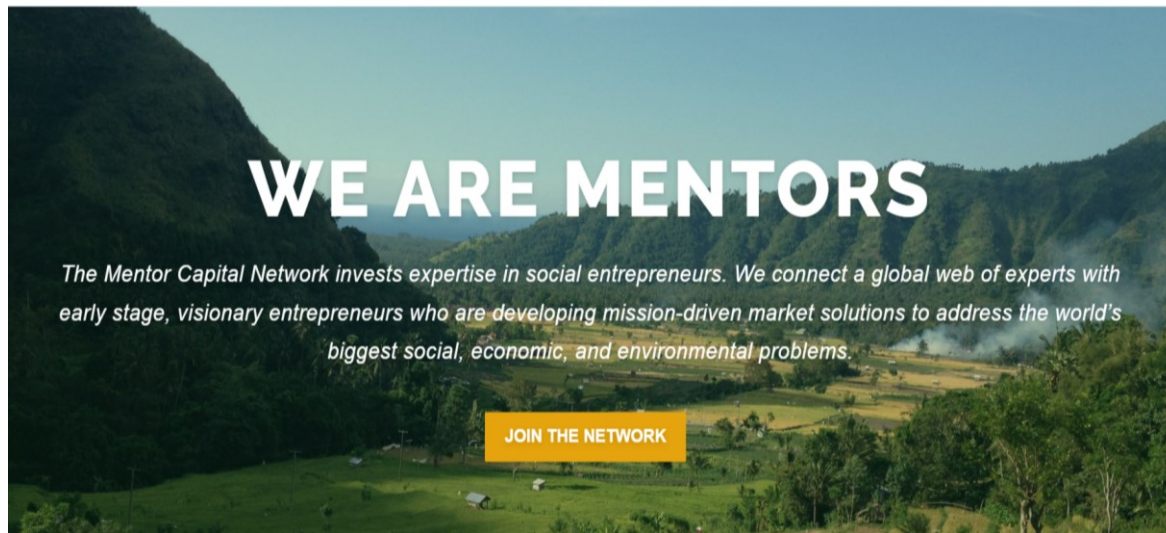 WE ARE MENTORS
The Mentor Capital Network invests expertise in social entrepreneurs. We connect a global web of experts with
early stage, visionary entrepreneurs who are developing mission-driven market solutions to address the world's
biggest social, economic, and environmental problems.
JOIN THE NETWORK